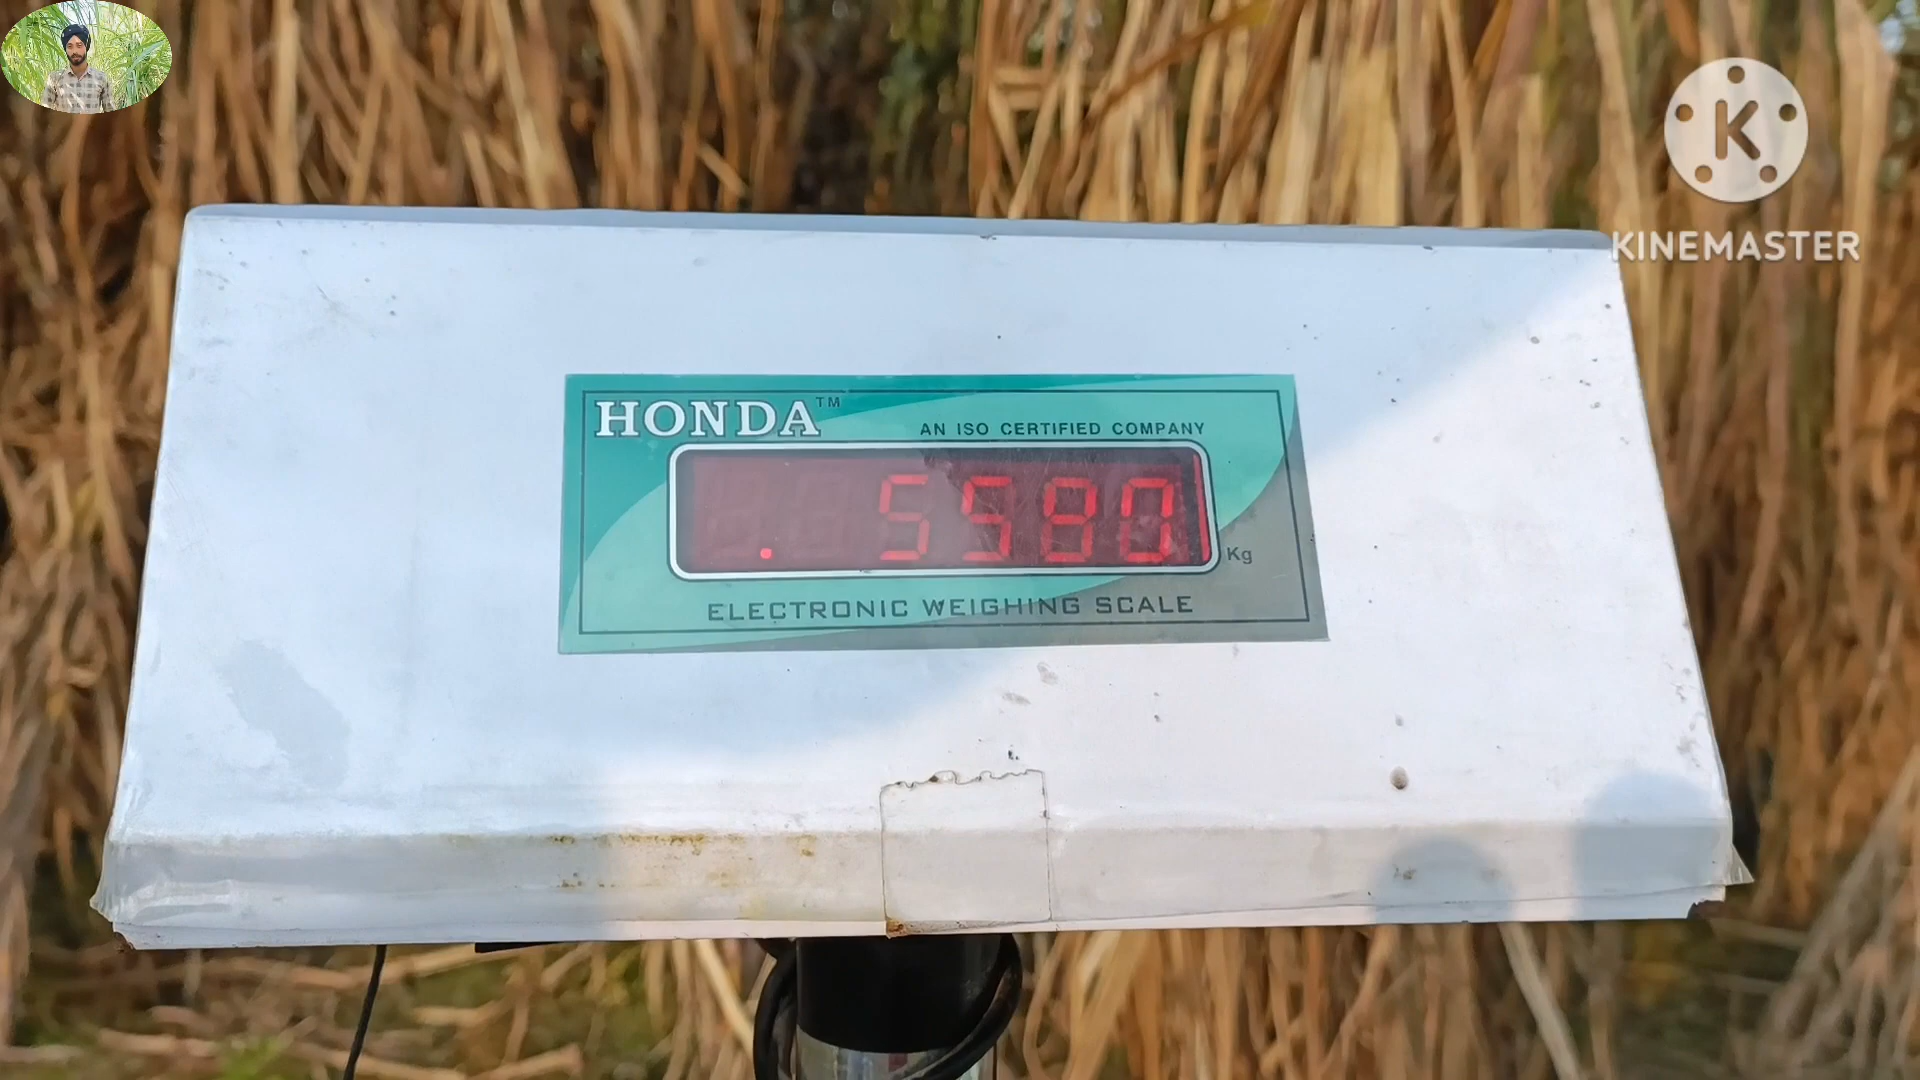 K
KINEMASTER
HONDA™
AN ISO CERTIFIED COMPANY
. 5580
Kg
ELECTRONIC WEIGHING SCALE